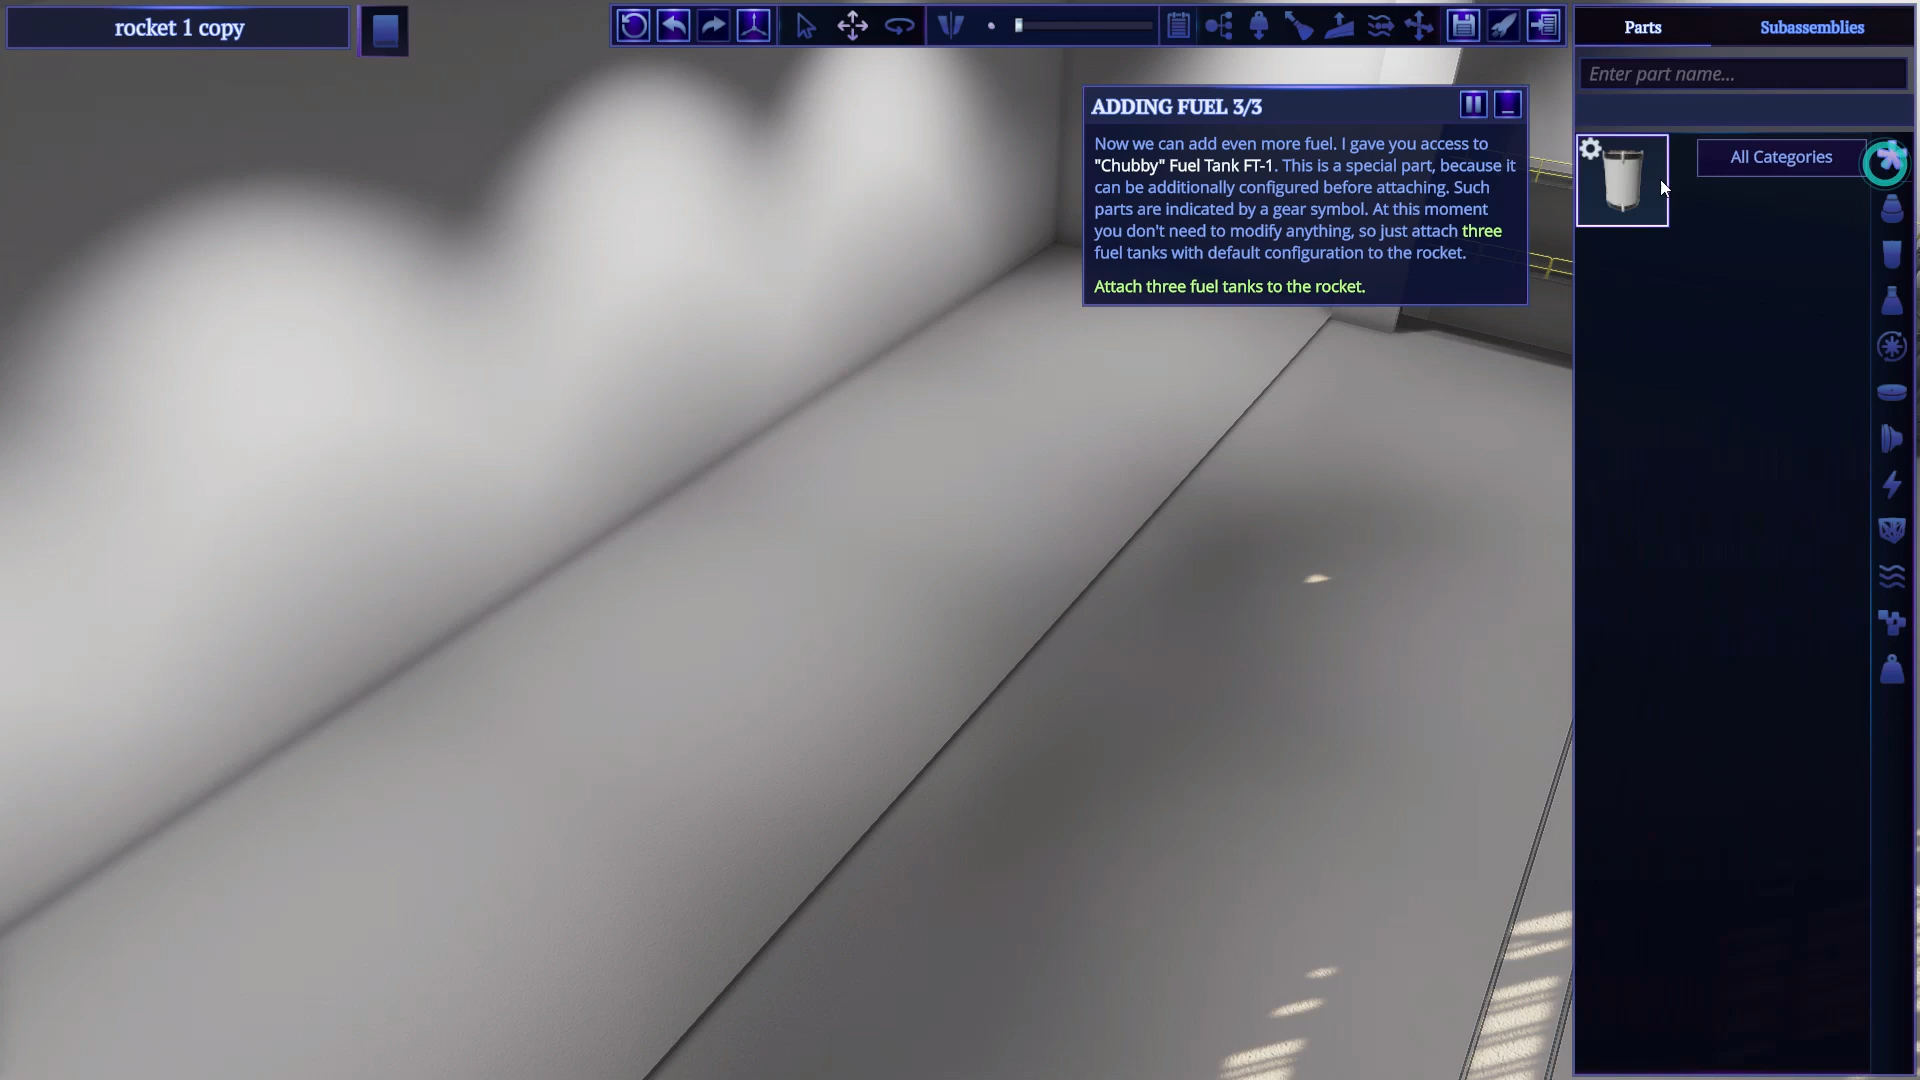 rocket 1 copy
Parts
Subassemblies
Enter part name...
All Categories
ADDING FUEL 3/3
Now we can add even more fuel. I gave you access to
"Chubby" Fuel Tank FT-1. This is a special part, because it
can be additionally configured before attaching. Such
parts are indicated by a gear symbol. At this moment
you don't need to modify anything, so just attach three
fuel tanks with default configuration to the rocket.
Attach three fuel tanks to the rocket.